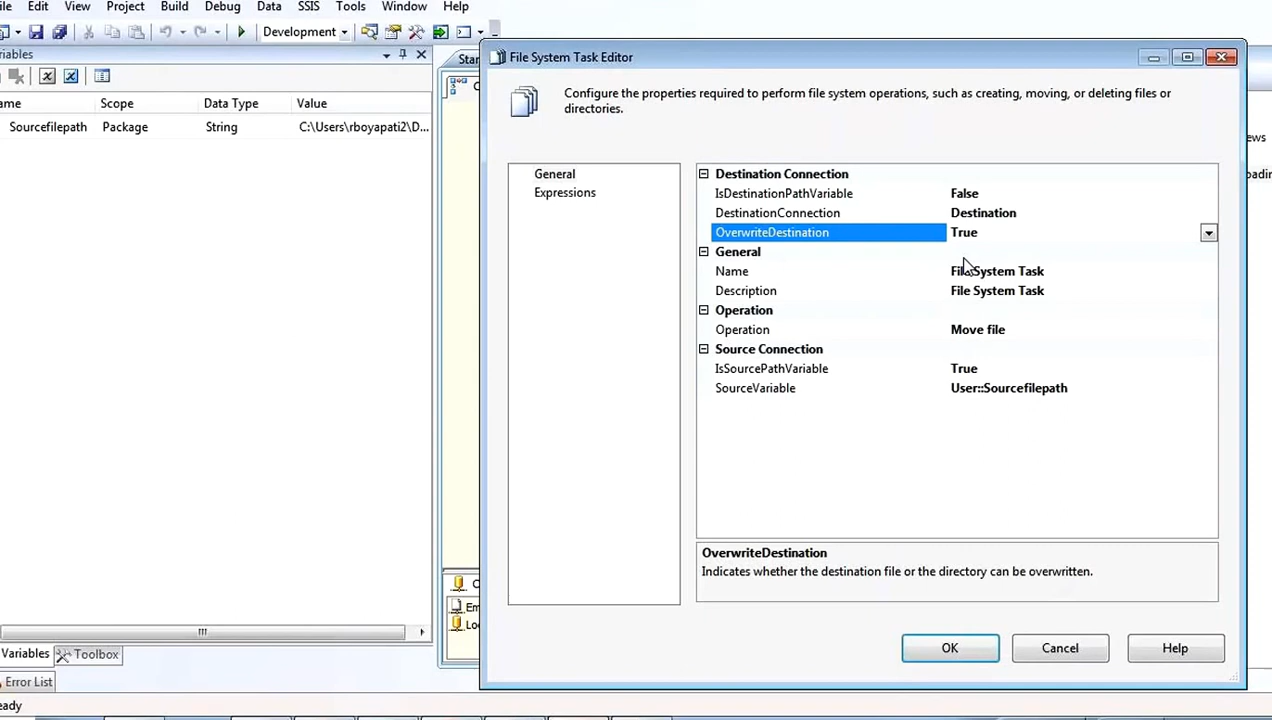 Edit View Project Build Debug Data SSIS Tools Window Help
Development
Name Scope Data Type Value
Sourcefilepath Package String C:\Users\rboyapati2\D...
Variables Toolbox
Error List
File System Task Editor
Configure the properties required to perform file system operations, such as creating, moving, or deleting files or
directories.
General
Expressions
Destination Connection
IsDestinationPathVariable False
DestinationConnection Destination
OverwriteDestination True
General
Name File System Task
Description File System Task
Operation
Operation Move file
Source Connection
IsSourcePathVariable True
SourceVariable User::Sourcefilepath
OverwriteDestination
Indicates whether the destination file or the directory can be overwritten.
OK Cancel Help